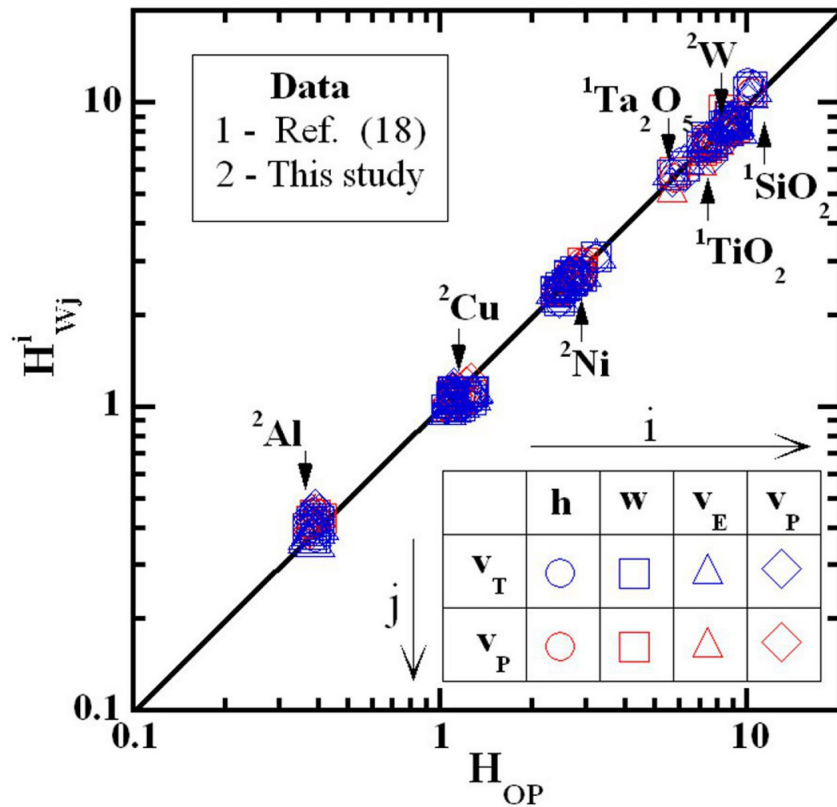 Data
1 - Ref. (18)
2 - This study
10
1
0.1
H^i_Wj
²W
¹Ta₂O₅
¹SiO₂
¹TiO₂
²Cu
²Ni
²Al
i
j
h w v_E v_P
v_T
v_P
0.1 1 10
H_OP